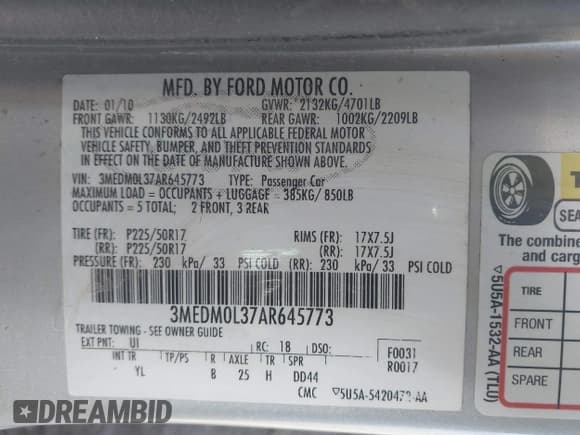 MFD. BY FORD MOTOR CO.
DATE: 01/10 GVWR: 2132KG/4701LB
FRONT GAWR: 1130KG/2492LB REAR GAWR: 1002KG/2209LB
THIS VEHICLE CONFORMS TO ALL APPLICABLE FEDERAL MOTOR
VEHICLE SAFETY, BUMPER, AND THEFT PREVENTION STANDARDS
IN EFFECT ON THE DATE OF MANUFACTURE SHOWN ABOVE.
VIN: 3MEDM0L37AR645773 TYPE: Passenger Car
MAXIMUM LOAD = OCCUPANTS + LUGGAGE = 385KG/ 850LB
OCCUPANTS = 5 TOTAL; 2 FRONT, 3 REAR
TIRE (FR): P225/50R17 RIMS (FR): 17X7.5J
(RR): P225/50R17 (RR): 17X7.5J
PRESSURE (FR): 230 kPa/ 33 PSI COLD (RR): 230 kPa/ 33 PSI COLD
3MEDM0L37AR645773
TRAILER TOWING - SEE OWNER GUIDE
EXT PNT: UI RC: 18 DSO: F0031
R0017
INT TR TP/PS R AXLE TR SPR
YL B 25 H DD44
CMC ▽5U5A-5420472-AA
SEA
The combine
and carg
TIRE
FRONT
REAR
SPARE
▽5U5A-1532-AA (TLU)
DREAMBID